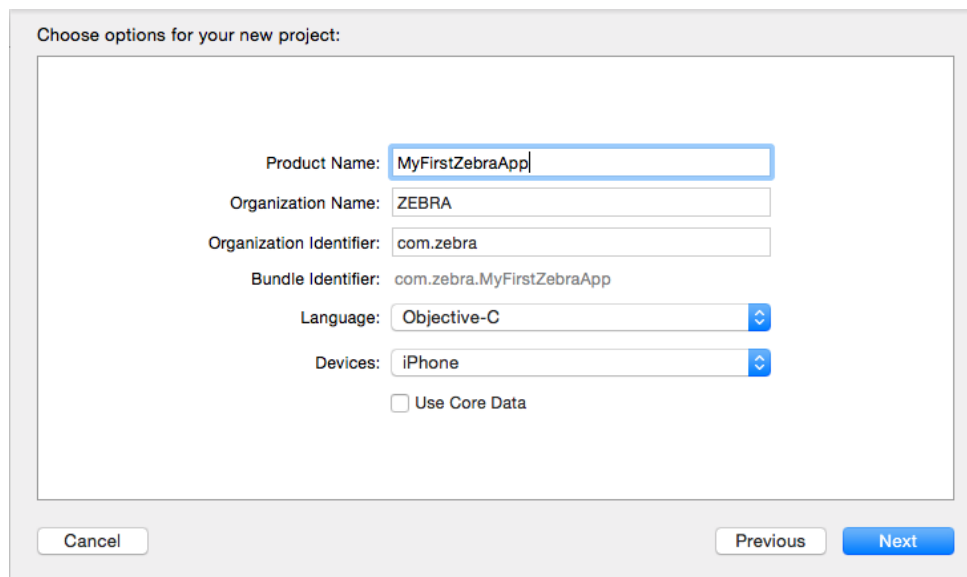 Choose options for your new project:
Product Name: MyFirstZebraApp
Organization Name: ZEBRA
Organization Identifier: com.zebra
Bundle Identifier: com.zebra.MyFirstZebraApp
Language: Objective-C
Devices: iPhone
Use Core Data
Cancel Previous Next